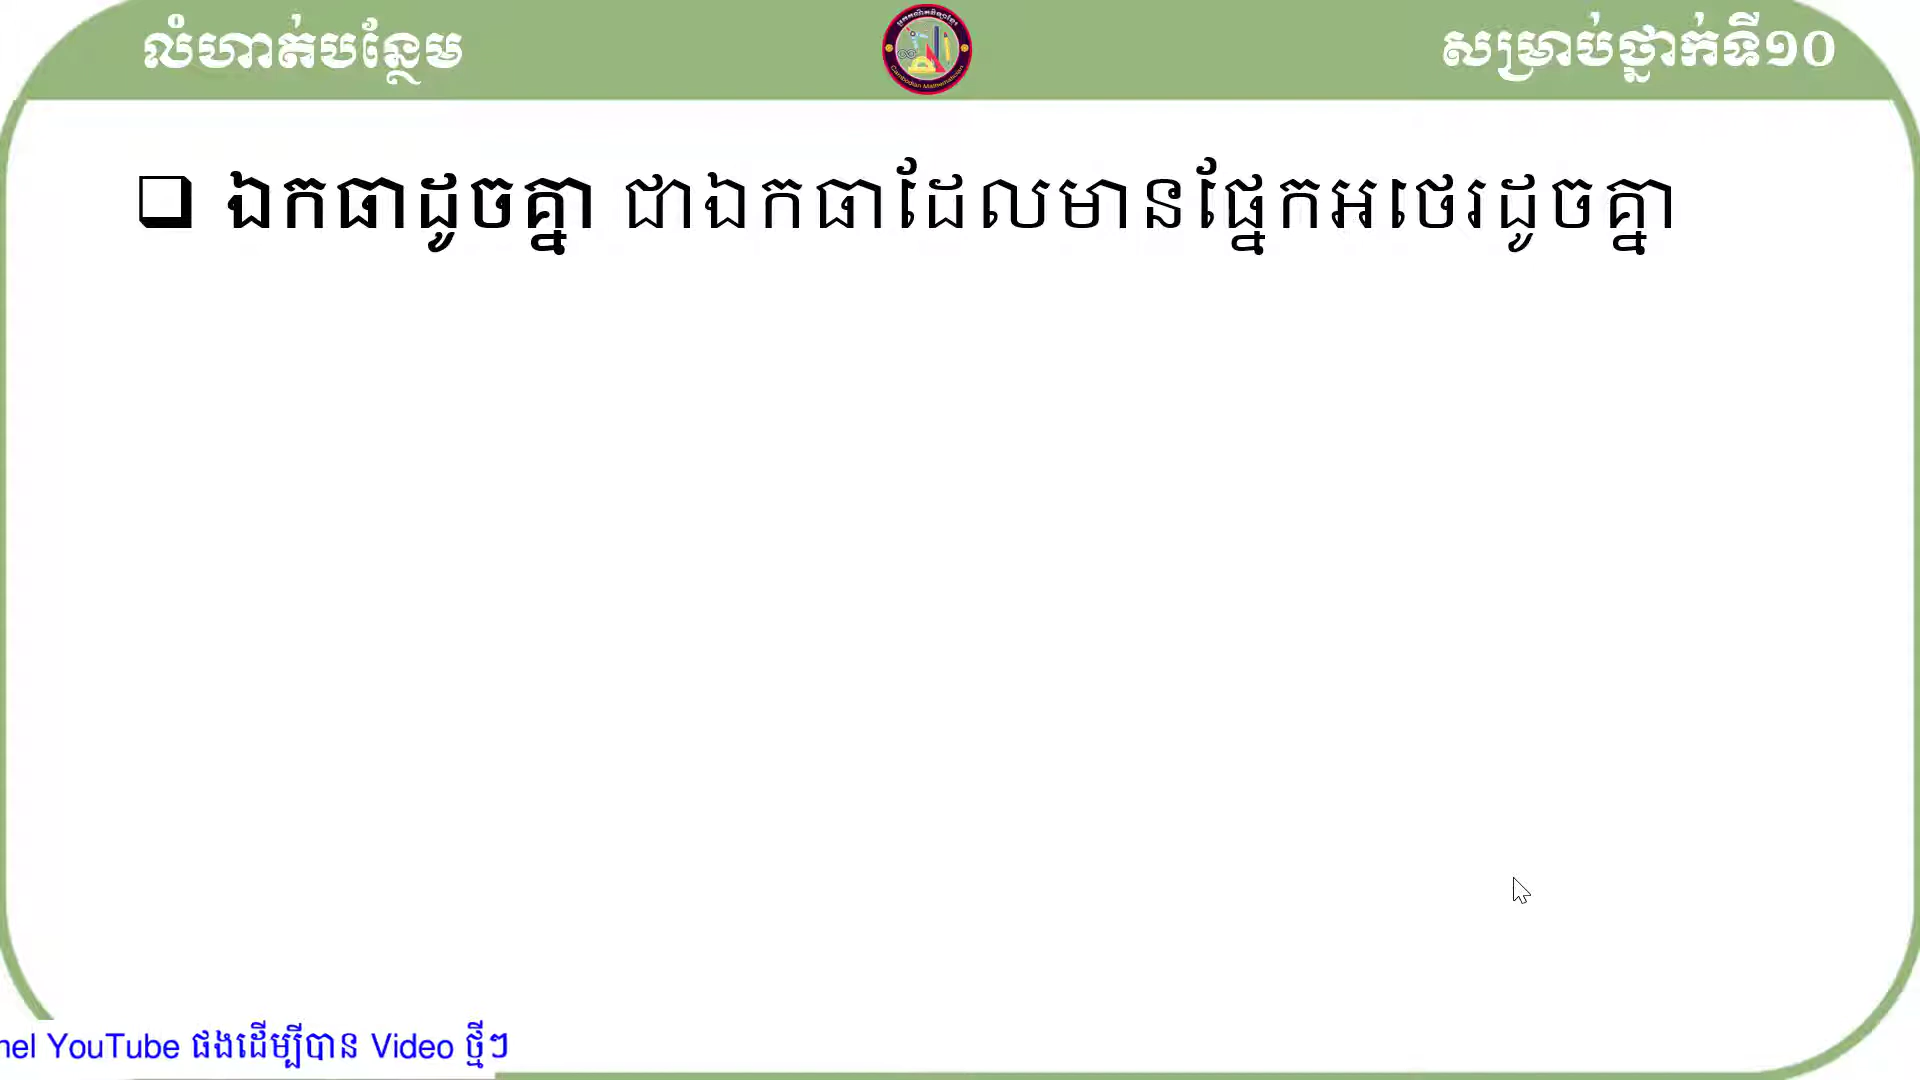 លំហាត់បន្ថែម
សម្រាប់ថ្នាក់ទី១០
Cambodian Mathematician
ឯកធាដូចគ្នា ជាឯកធាដែលមានផ្នែកអថេរដូចគ្នា
nel YouTube ផងដើម្បីបាន Video ថ្មីៗ